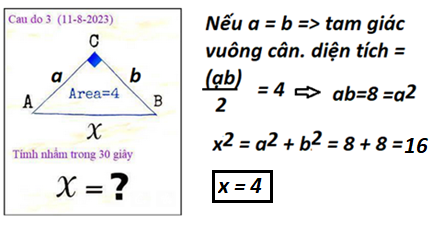 Cau do 3 (11-8-2023)
C
a
b
Area=4
A
B
X
Tính nhẩm trong 30 giây
X = ?
Nếu a = b => tam giác
vuông cân. diện tích =
(ab)
2
= 4 ⇨ ab=8 =a2
x2 = a2 + b2 = 8 + 8 = 16
x = 4